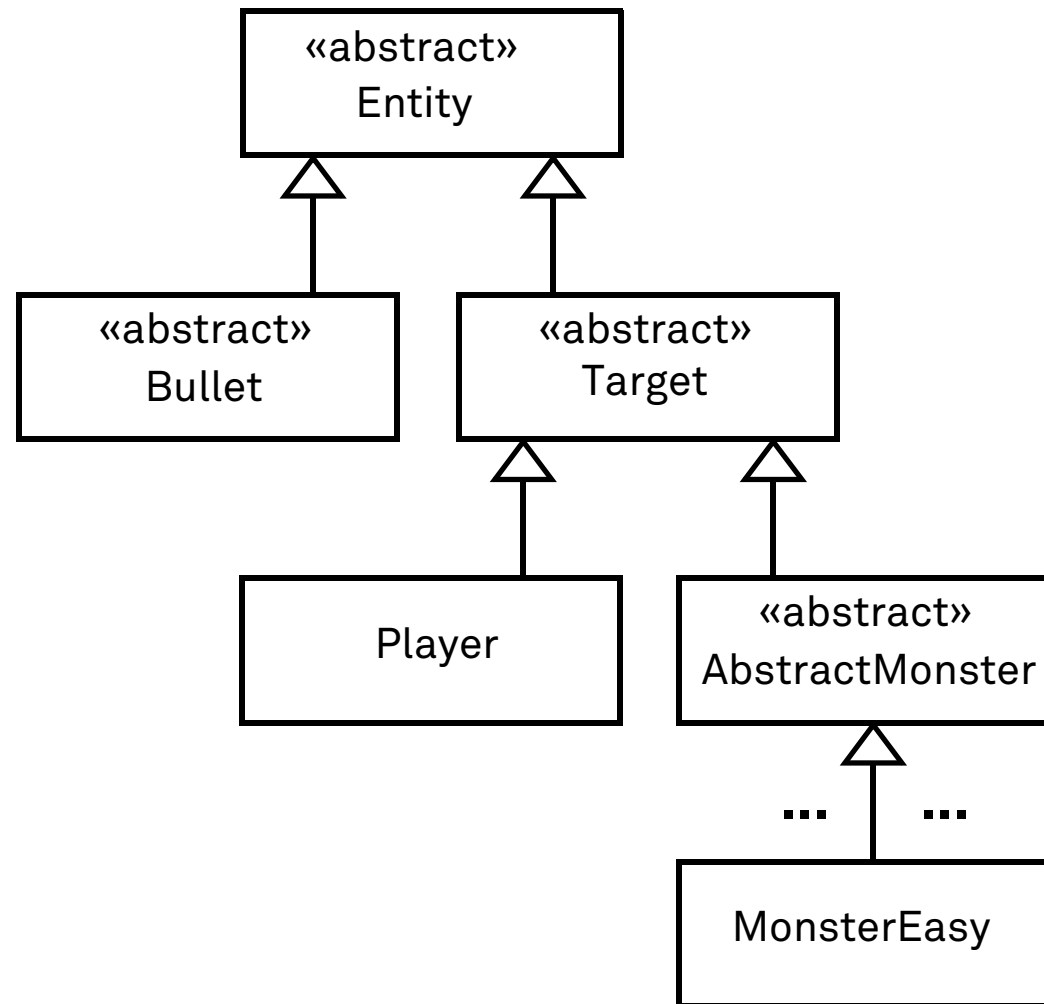 «abstract»
Entity
«abstract»
Bullet
«abstract»
Target
Player
«abstract»
AbstractMonster
... ...
MonsterEasy